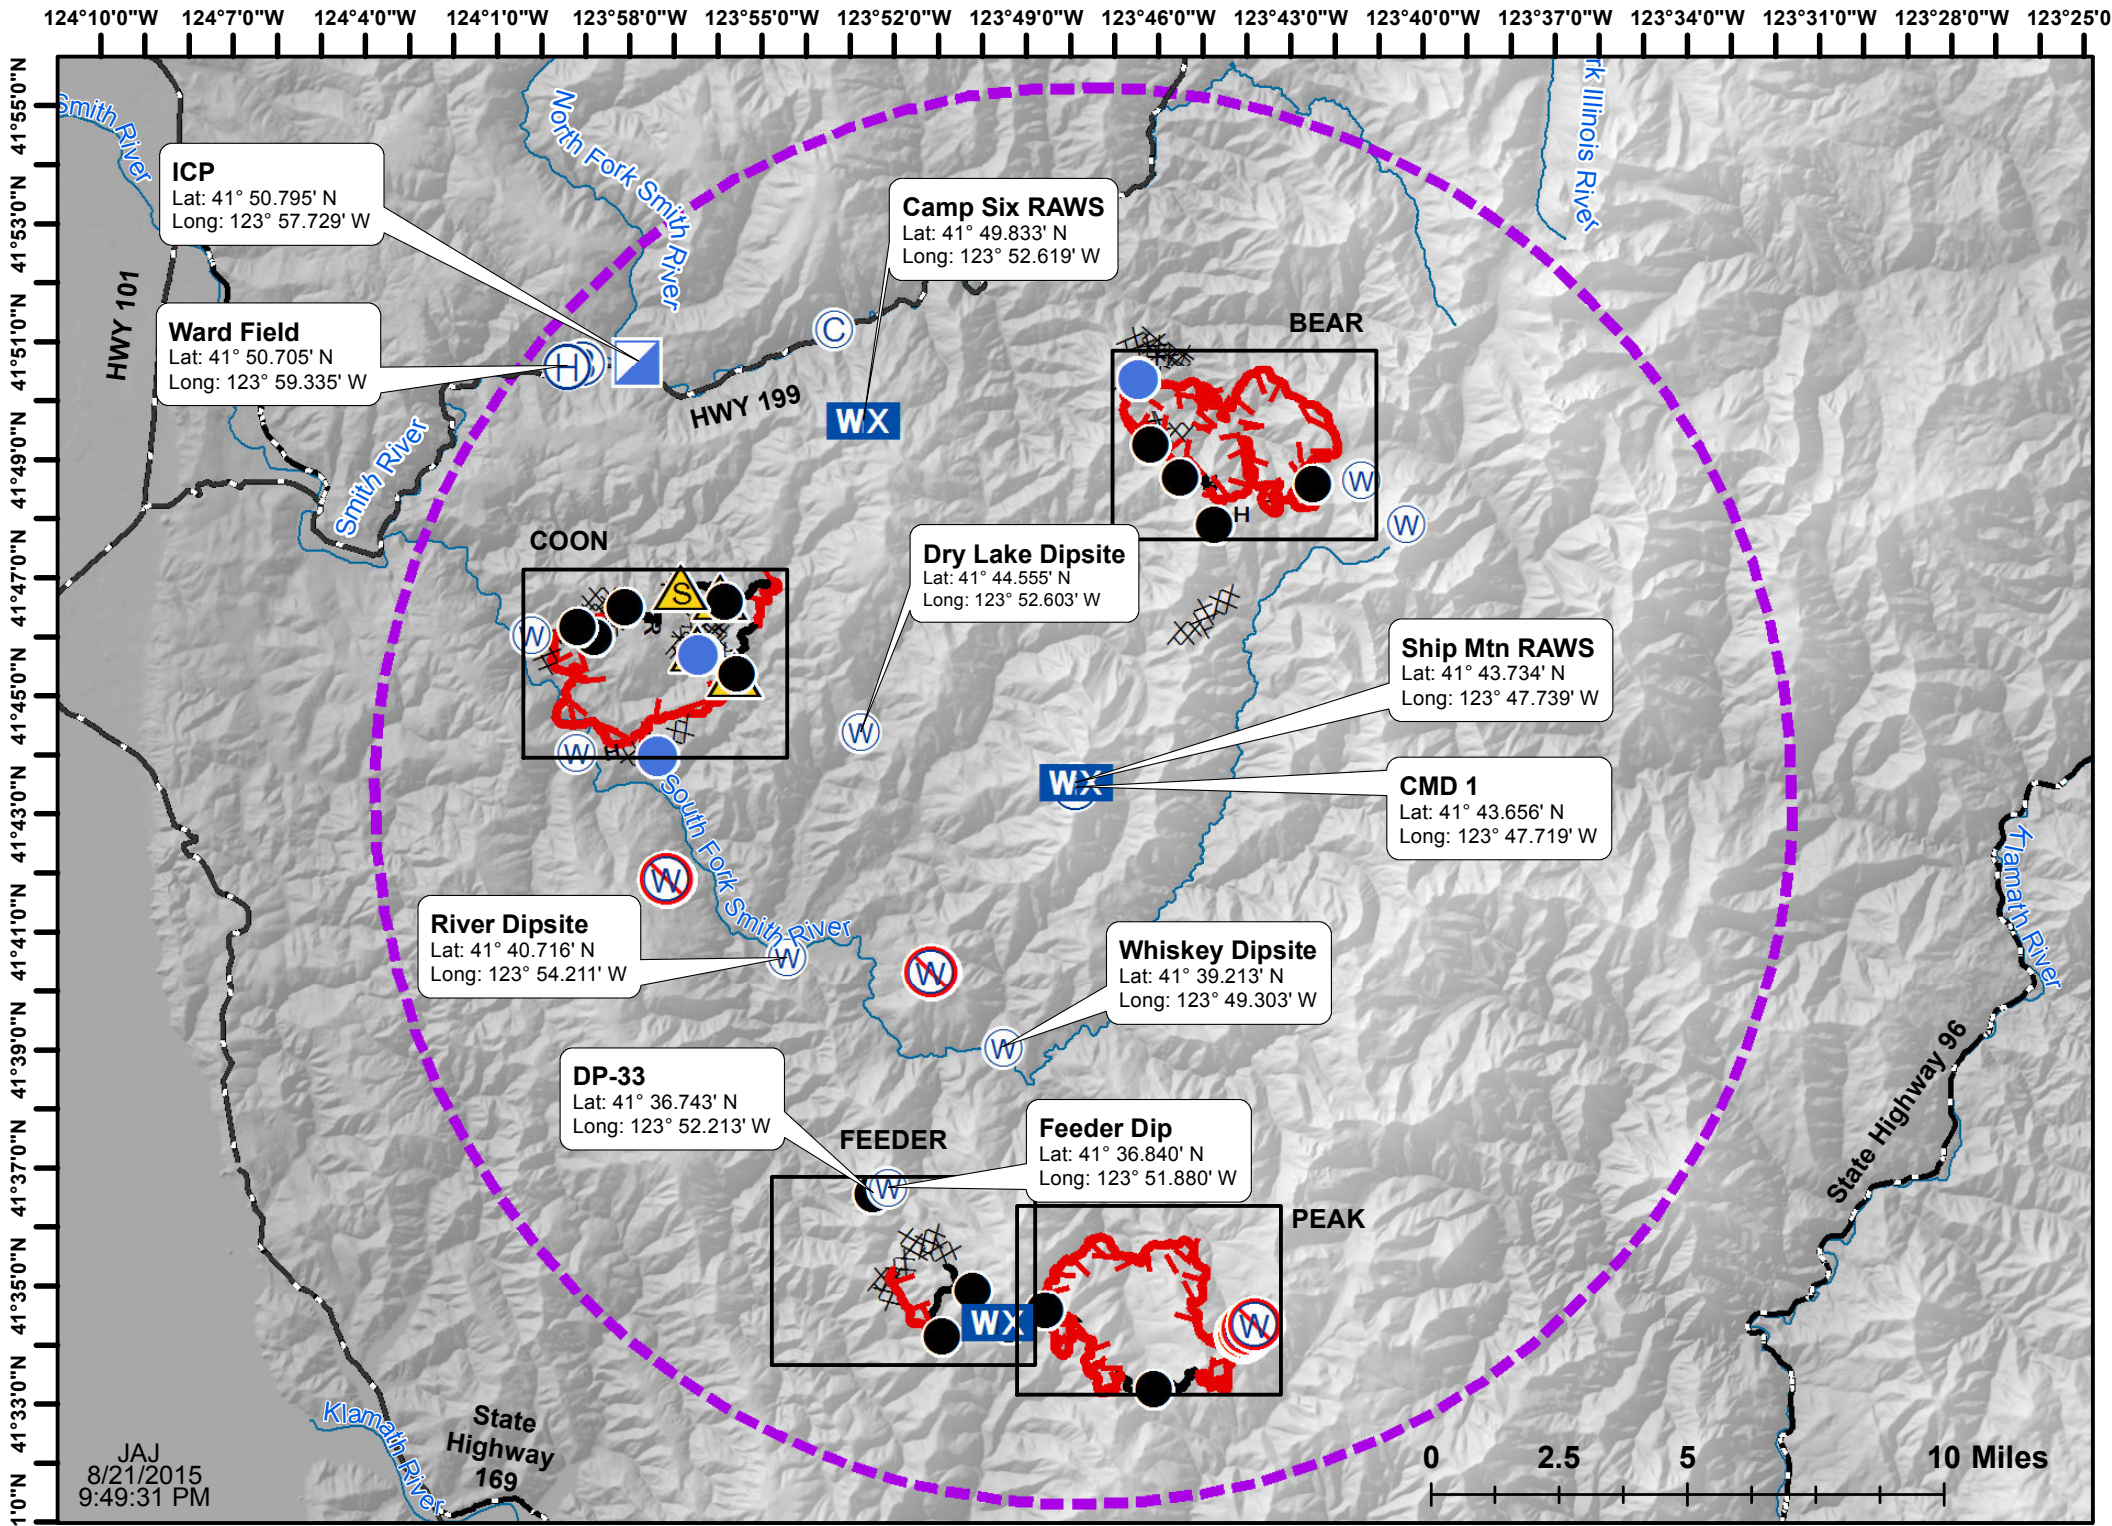 124°10'0"W 124°7'0"W 124°4'0"W 124°1'0"W 123°58'0"W 123°55'0"W 123°52'0"W 123°49'0"W 123°46'0"W 123°43'0"W 123°40'0"W 123°37'0"W 123°34'0"W 123°31'0"W 123°28'0"W 123°25'0
41°55'0"N
41°53'0"N
41°51'0"N
41°49'0"N
41°47'0"N
41°45'0"N
41°43'0"N
41°41'0"N
41°39'0"N
41°37'0"N
41°35'0"N
41°33'0"N
1°0"N
Smith River
North Fork Smith River
rk Illinois River
ICP
Lat: 41° 50.795' N
Long: 123° 57.729' W
Camp Six RAWS
Lat: 41° 49.833' N
Long: 123° 52.619' W
HWY 101
Ward Field
Lat: 41° 50.705' N
Long: 123° 59.335' W
H
C
BEAR
HWY 199
WX
Smith River
W
W
H
COON
Dry Lake Dipsite
Lat: 41° 44.555' N
Long: 123° 52.603' W
S
W
R
Ship Mtn RAWS
Lat: 41° 43.734' N
Long: 123° 47.739' W
W
W
H
WX
CMD 1
Lat: 41° 43.656' N
Long: 123° 47.719' W
South Fork Smith River
Klamath River
W
River Dipsite
Lat: 41° 40.716' N
Long: 123° 54.211' W
W
W
Whiskey Dipsite
Lat: 41° 39.213' N
Long: 123° 49.303' W
W
State Highway 96
DP-33
Lat: 41° 36.743' N
Long: 123° 52.213' W
FEEDER
Feeder Dip
Lat: 41° 36.840' N
Long: 123° 51.880' W
W
PEAK
WX
W
Klamath River
State
Highway
169
JAJ
8/21/2015
9:49:31 PM
0 2.5 5 10 Miles